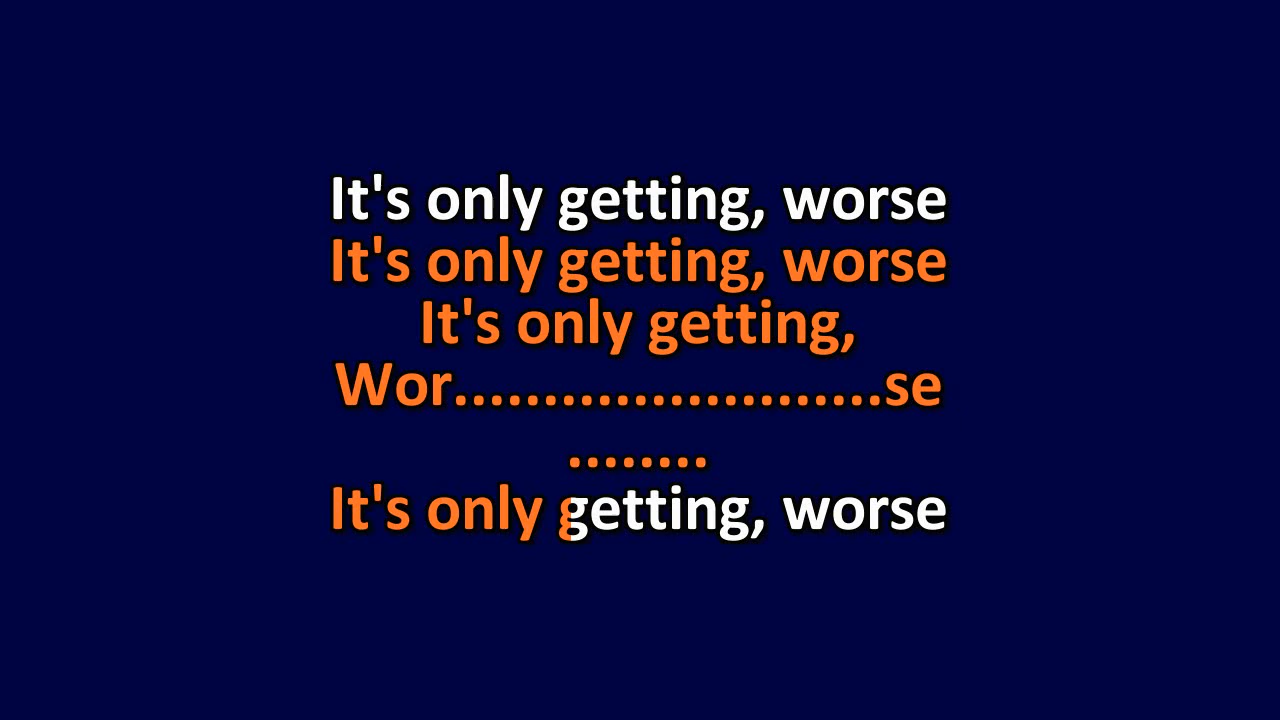 It's only getting, worse
It's only getting, worse
It's only getting,
Wor........................se
........
It's only getting, worse